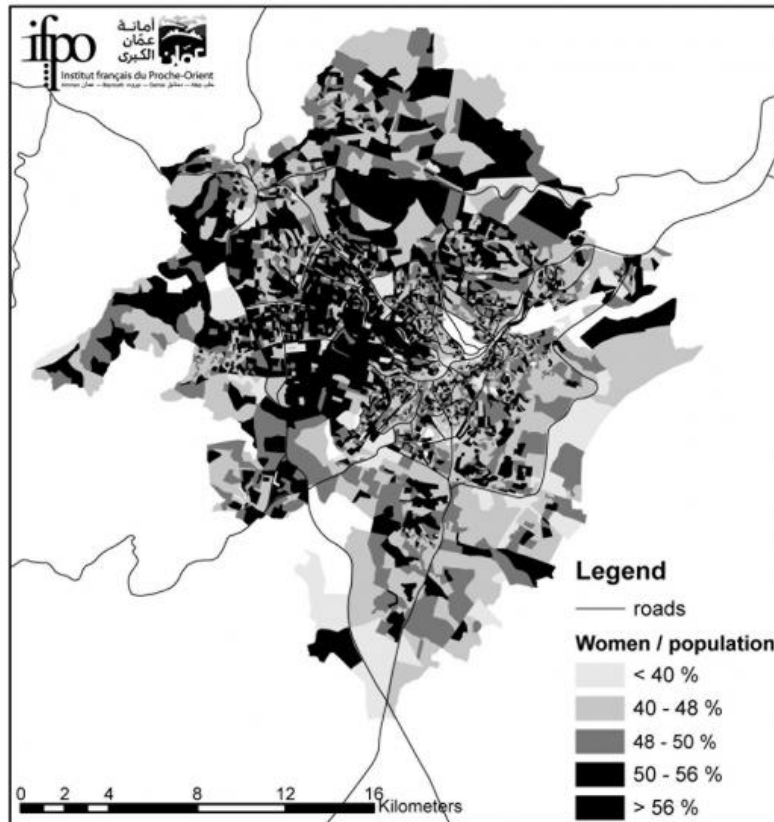 ifpo
أمانة
عمّان
الكبرى
Institut français du Proche-Orient
Legend
roads
Women / population
< 40 %
40 - 48 %
48 - 50 %
50 - 56 %
> 56 %
0 2 4 8 12 16
Kilometers